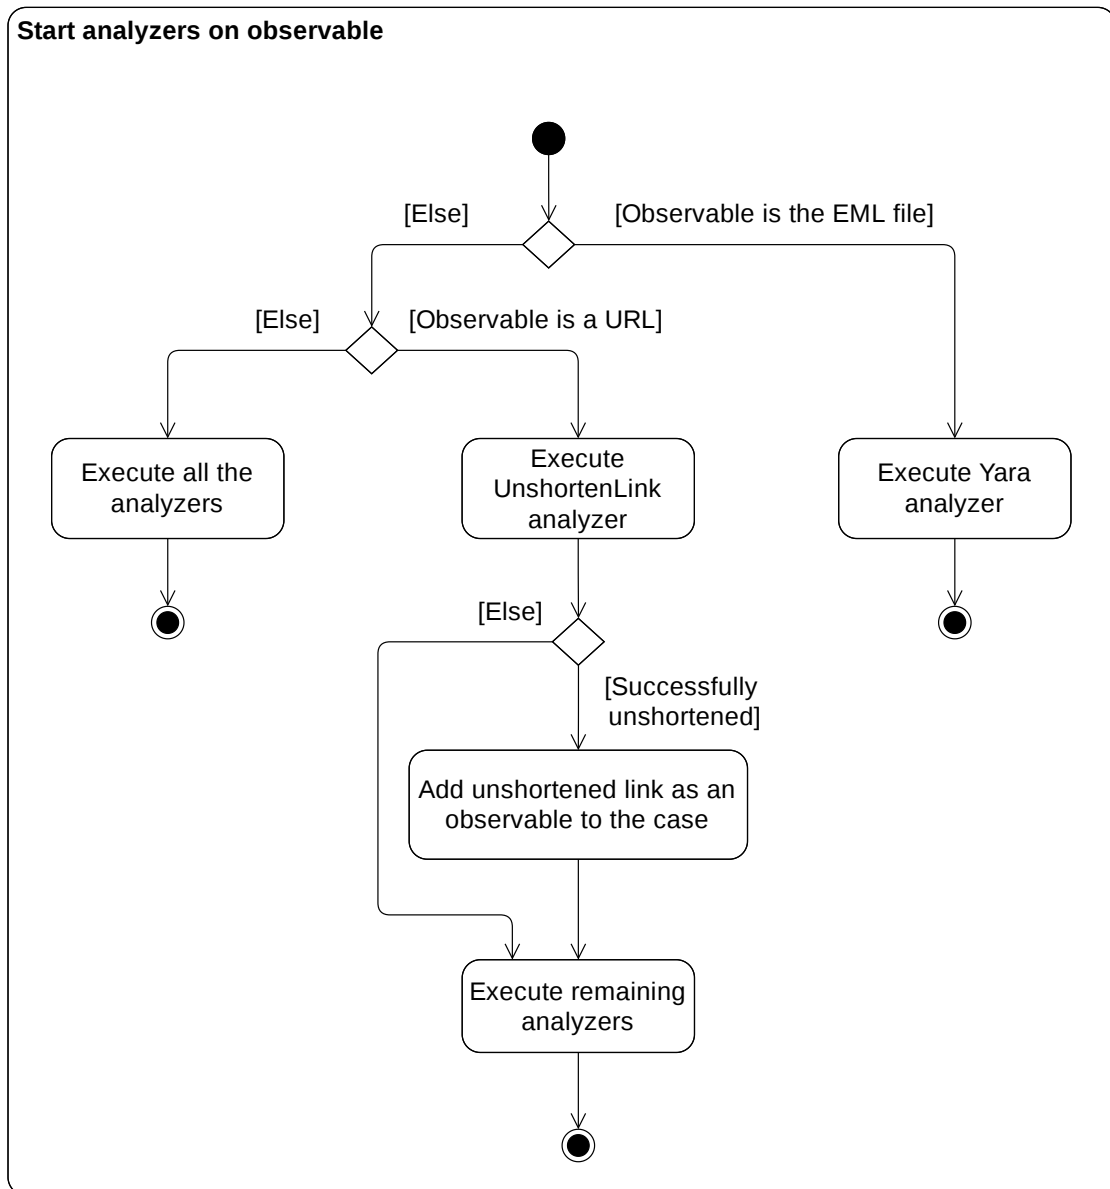 Start analyzers on observable
[Else]
[Observable is the EML file]
[Else]
[Observable is a URL]
Execute all the
analyzers
Execute
UnshortenLink
analyzer
Execute Yara
analyzer
[Else]
[Successfully
unshortened]
Add unshortened link as an
observable to the case
Execute remaining
analyzers